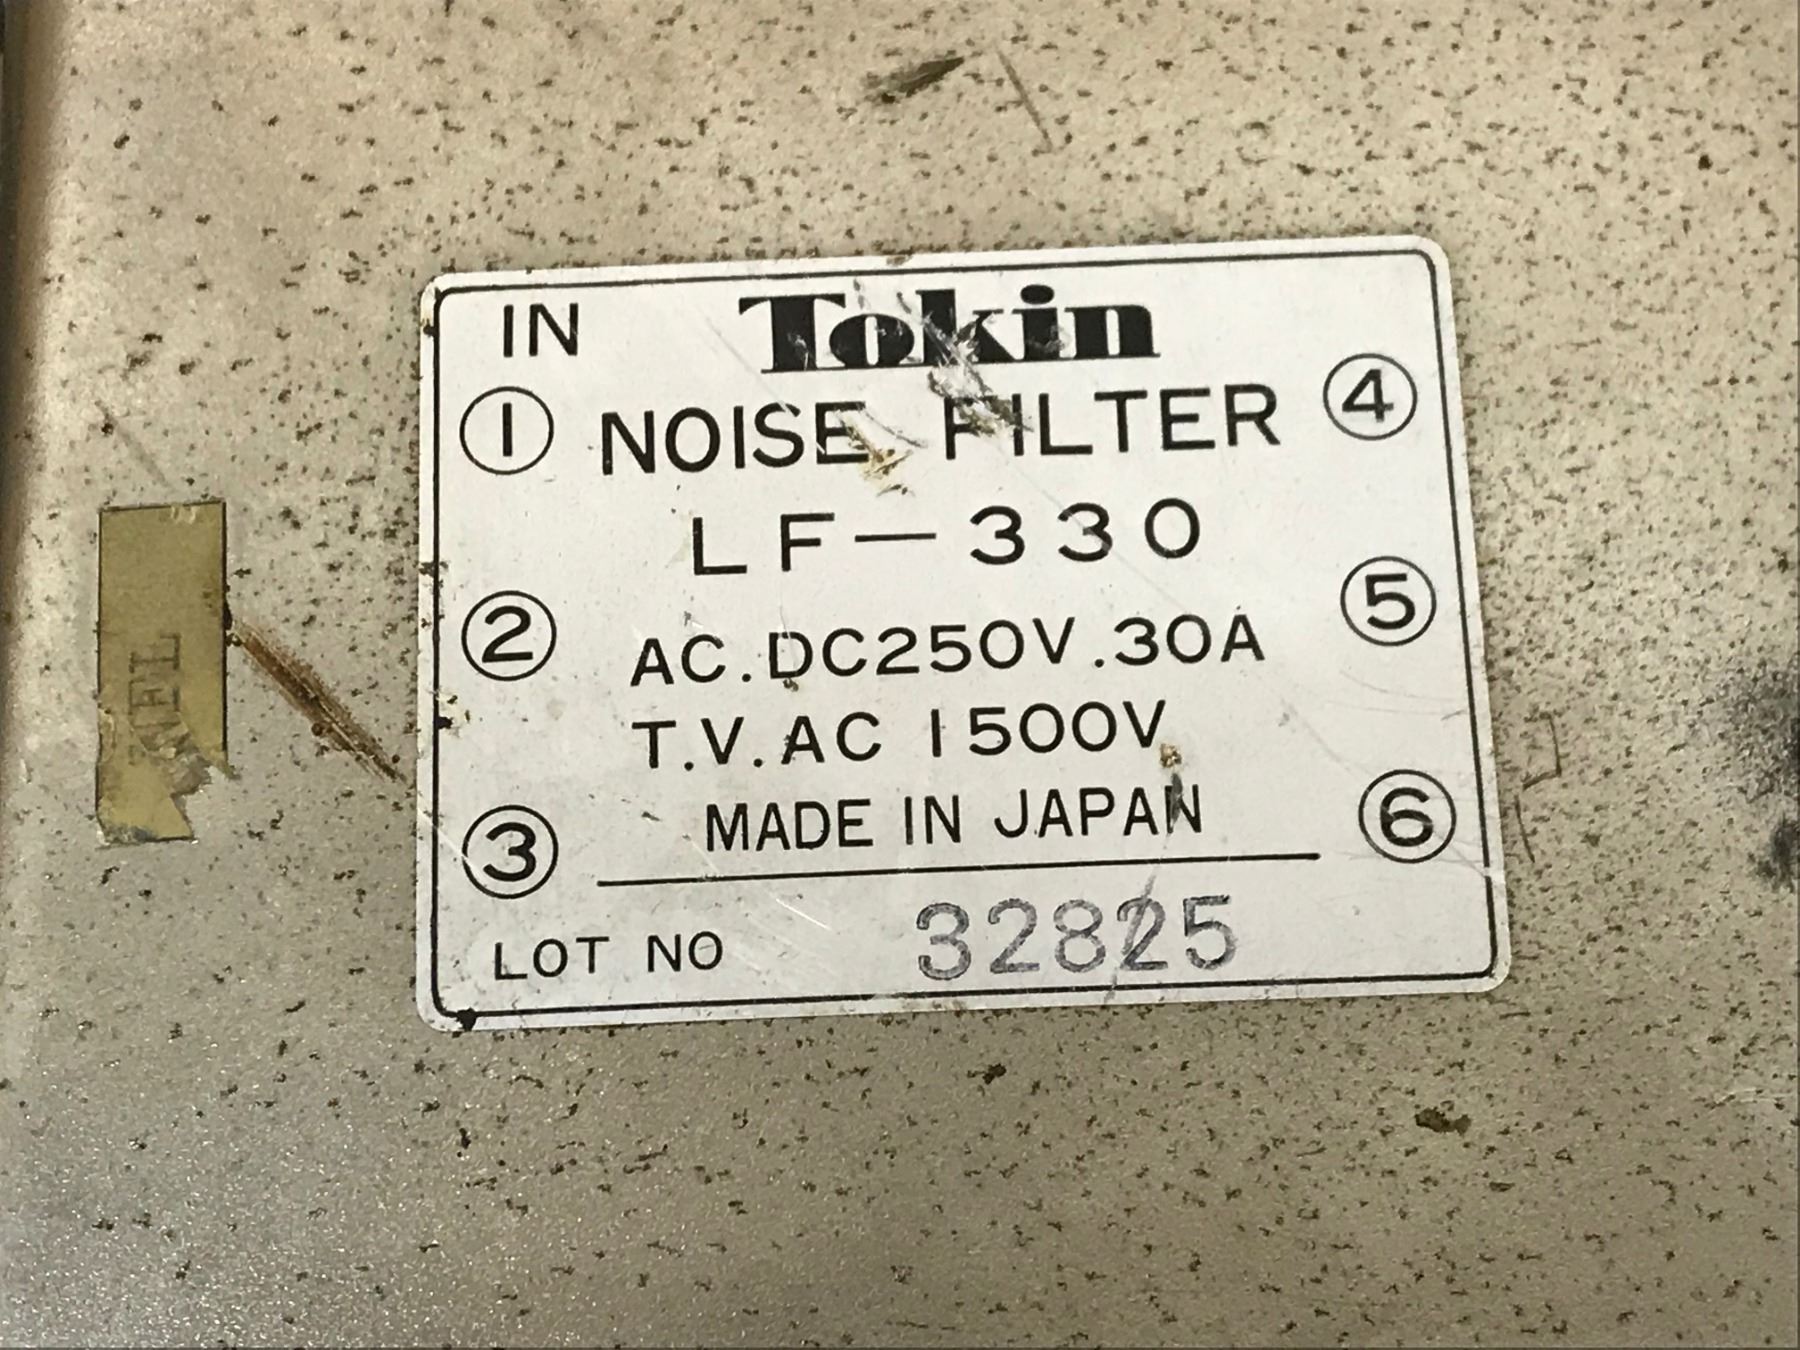 IN Tokin
① NOISE FILTER ④
LF-330
② AC.DC250V.30A ⑤
T.V.AC 1500V
MADE IN JAPAN
③ ⑥
LOT NO 32825